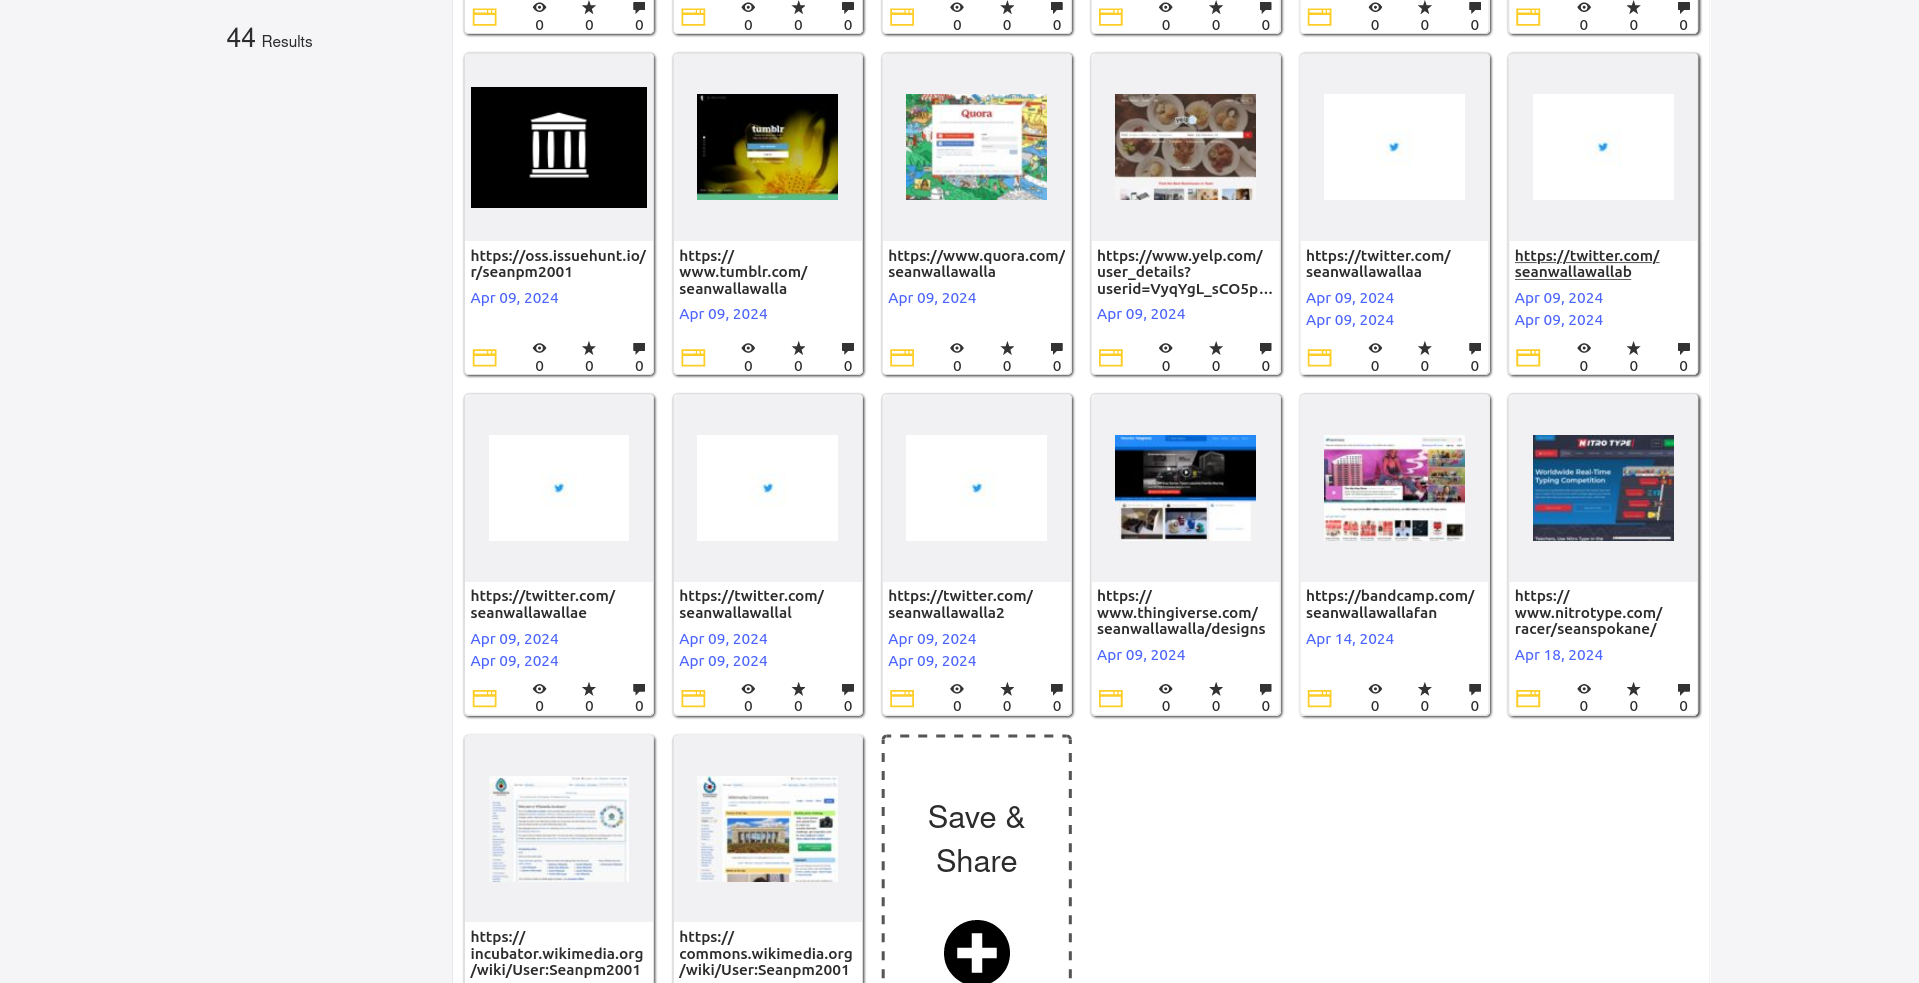 44 Results
0 0 0 0 0 0 0 0 0 0 0 0 0 0 0 0 0 0
tumblr
Quora
yelp
https://oss.issuehunt.io/
r/seanpm2001
Apr 09, 2024
0 0 0
https://
www.tumblr.com/
seanwallawalla
Apr 09, 2024
0 0 0
https://www.quora.com/
seanwallawalla
Apr 09, 2024
0 0 0
https://www.yelp.com/
user_details?
userid=VyqYgL_sCO5p...
Apr 09, 2024
0 0 0
https://twitter.com/
seanwallawallaa
Apr 09, 2024
Apr 09, 2024
0 0 0
https://twitter.com/
seanwallawallab
Apr 09, 2024
Apr 09, 2024
0 0 0
https://twitter.com/
seanwallawallae
Apr 09, 2024
Apr 09, 2024
0 0 0
https://twitter.com/
seanwallawallal
Apr 09, 2024
Apr 09, 2024
0 0 0
https://twitter.com/
seanwallawalla2
Apr 09, 2024
Apr 09, 2024
0 0 0
https://
www.thingiverse.com/
seanwallawalla/designs
Apr 09, 2024
0 0 0
https://bandcamp.com/
seanwallawallafan
Apr 14, 2024
0 0 0
NITRO TYPE
Worldwide Real-Time
Typing Competition
https://
www.nitrotype.com/
racer/seanspokane/
Apr 18, 2024
0 0 0
https://
incubator.wikimedia.org
/wiki/User:Seanpm2001
Wikimedia Commons
https://
commons.wikimedia.org
/wiki/User:Seanpm2001
Save &
Share